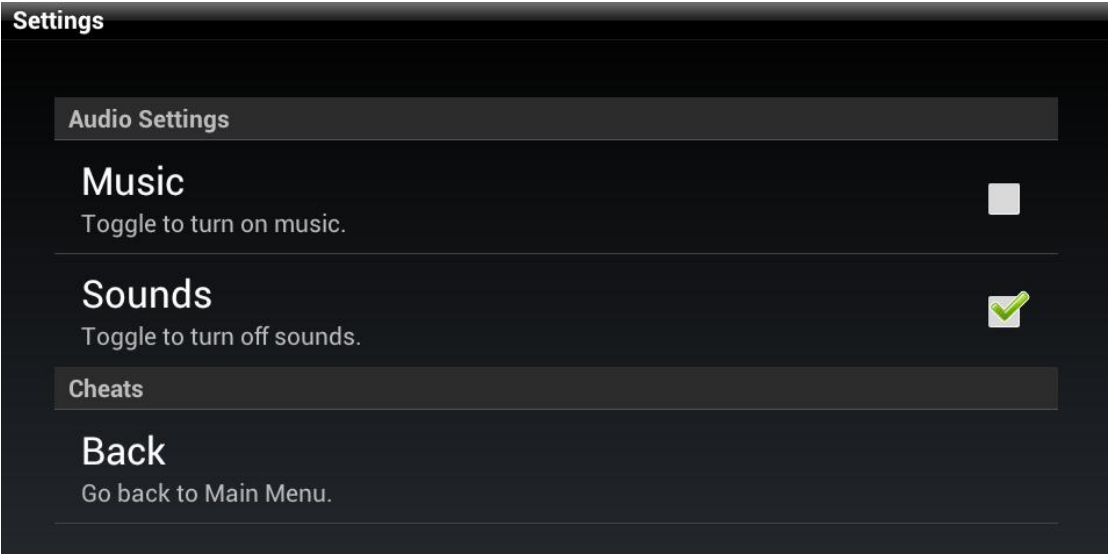 Settings
Audio Settings
Music
Toggle to turn on music.
Sounds
Toggle to turn off sounds.
Cheats
Back
Go back to Main Menu.